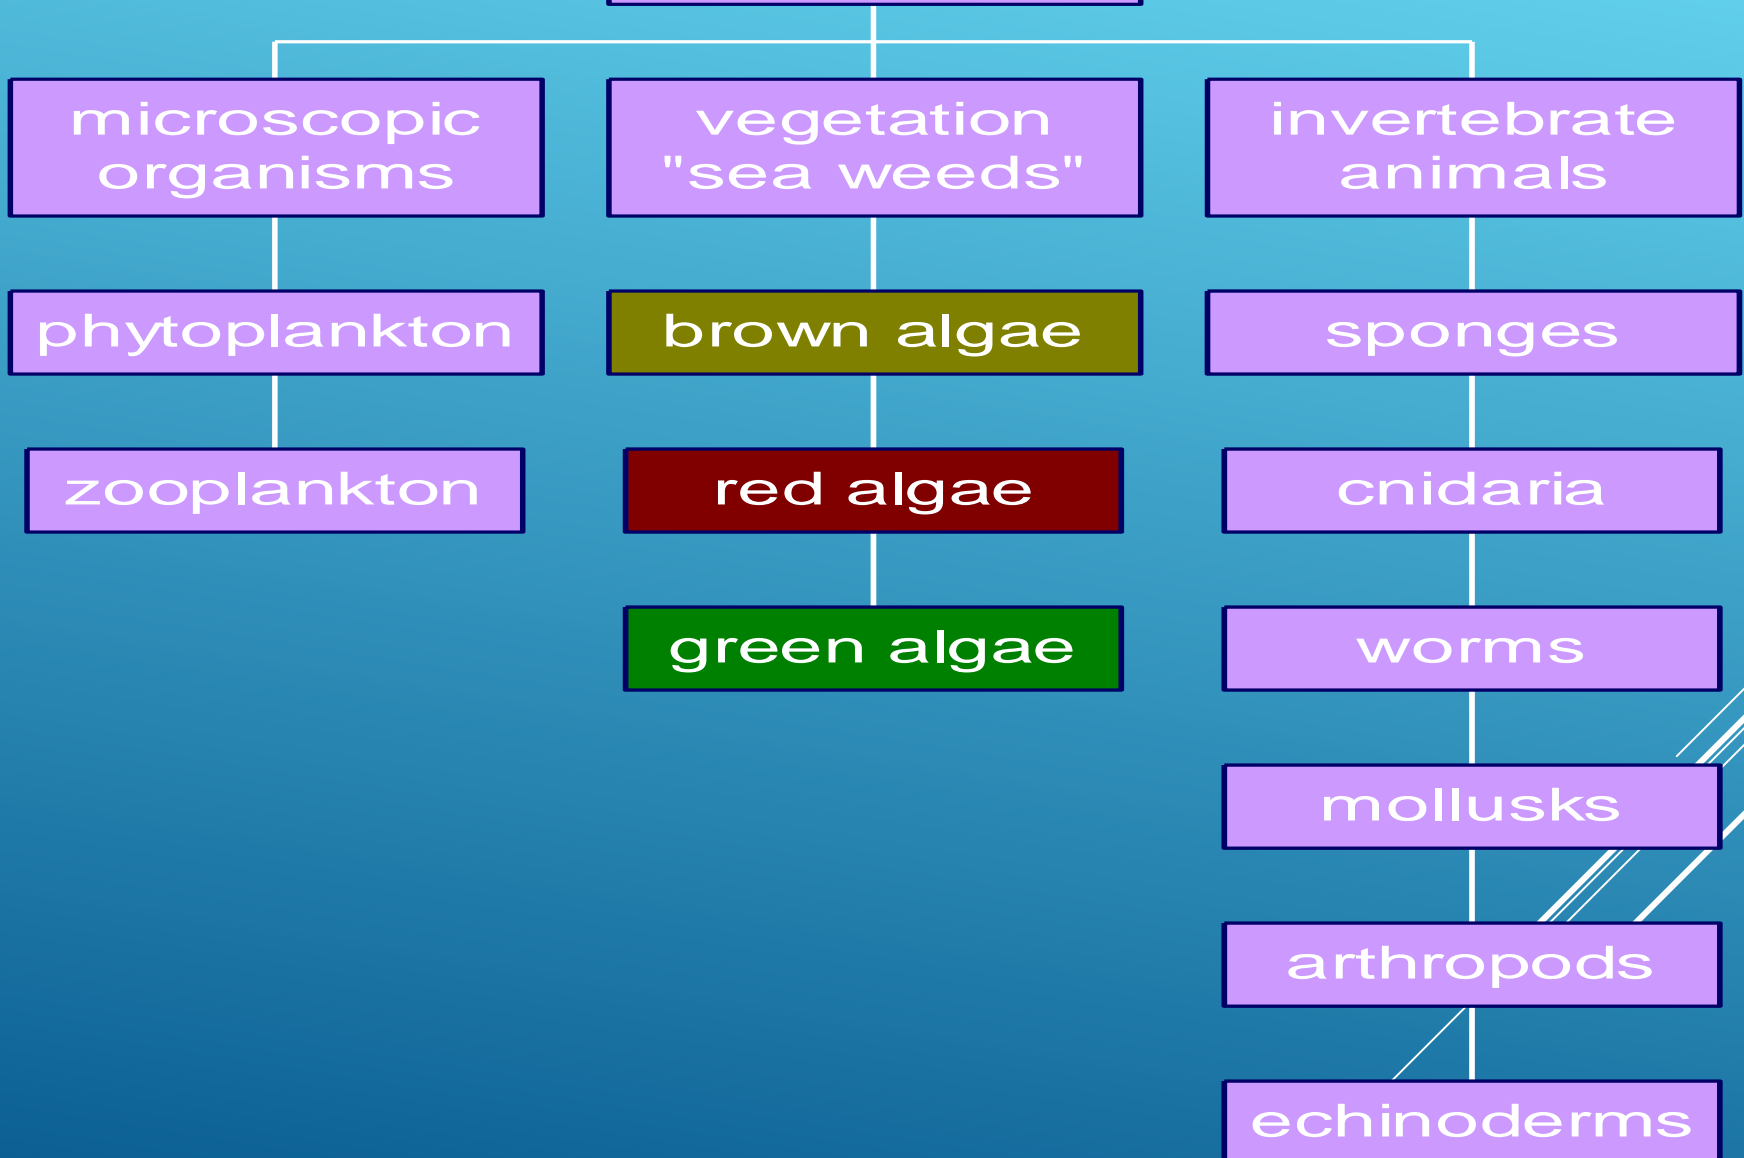 microscopic
organisms
phytoplankton
zooplankton
vegetation
"sea weeds"
brown algae
red algae
green algae
invertebrate
animals
sponges
cnidaria
worms
mollusks
arthropods
echinoderms